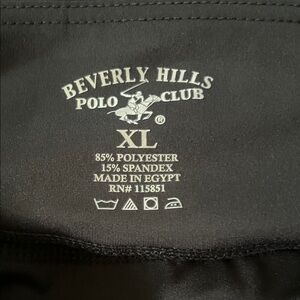 BEVERLY HILLS
POLO CLUB
®
XL
85% POLYESTER
15% SPANDEX
MADE IN EGYPT
RN# 115851